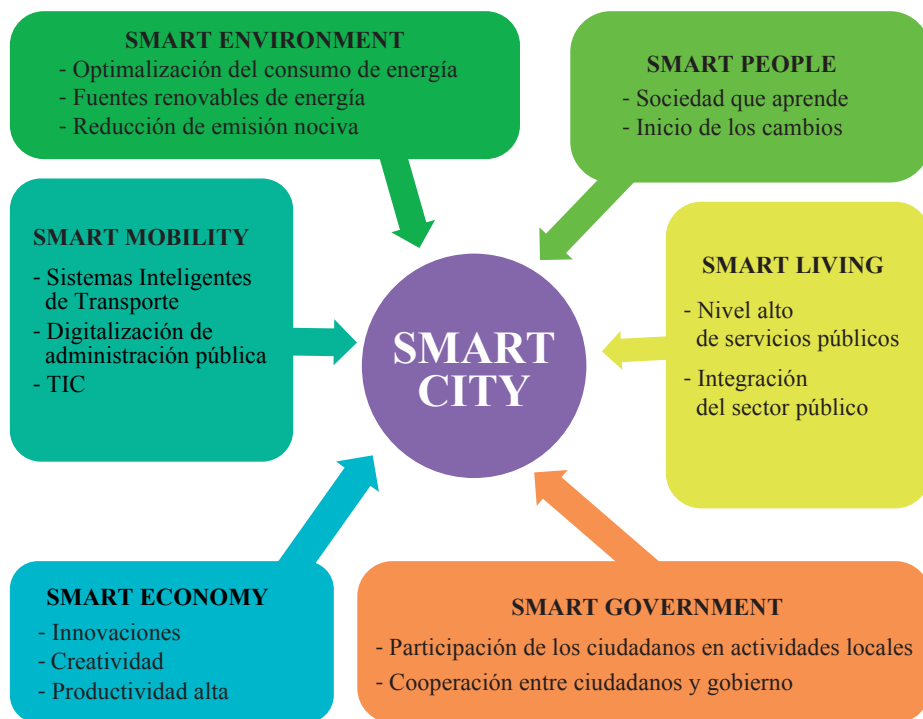 SMART ENVIRONMENT
- Optimalización del consumo de energía
- Fuentes renovables de energía
- Reducción de emisión nociva
SMART PEOPLE
- Sociedad que aprende
- Inicio de los cambios
SMART MOBILITY
- Sistemas Inteligentes
de Transporte
- Digitalización de
administración pública
- TIC
SMART
CITY
SMART LIVING
- Nivel alto
de servicios públicos
- Integración
del sector público
SMART ECONOMY
- Innovaciones
- Creatividad
- Productividad alta
SMART GOVERNMENT
- Participación de los ciudadanos en actividades locales
- Cooperación entre ciudadanos y gobierno